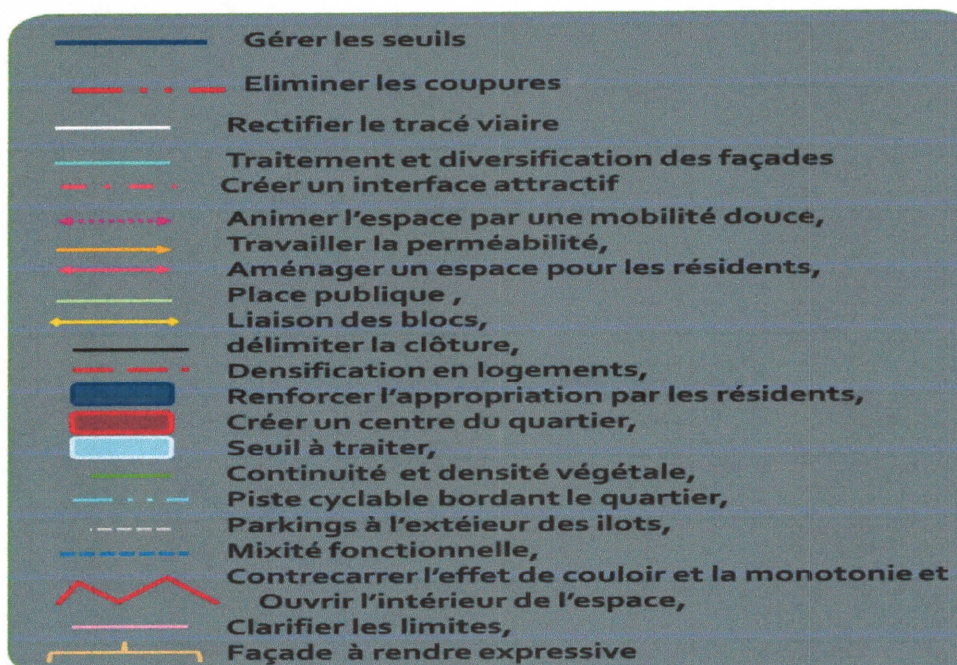 Gérer les seuils
Eliminer les coupures
Rectifier le tracé viaire
Traitement et diversification des façades
Créer un interface attractif
Animer l'espace par une mobilité douce,
Travailler la perméabilité,
Aménager un espace pour les résidents,
Place publique ,
Liaison des blocs,
délimiter la clôture,
Densification en logements,
Renforcer l'appropriation par les résidents,
Créer un centre du quartier,
Seuil à traiter,
Continuité et densité végétale,
Piste cyclable bordant le quartier,
Parkings à l'extéieur des ilots,
Mixité fonctionnelle,
Contrecarrer l'effet de couloir et la monotonie et
Ouvrir l'intérieur de l'espace,
Clarifier les limites,
Façade à rendre expressive